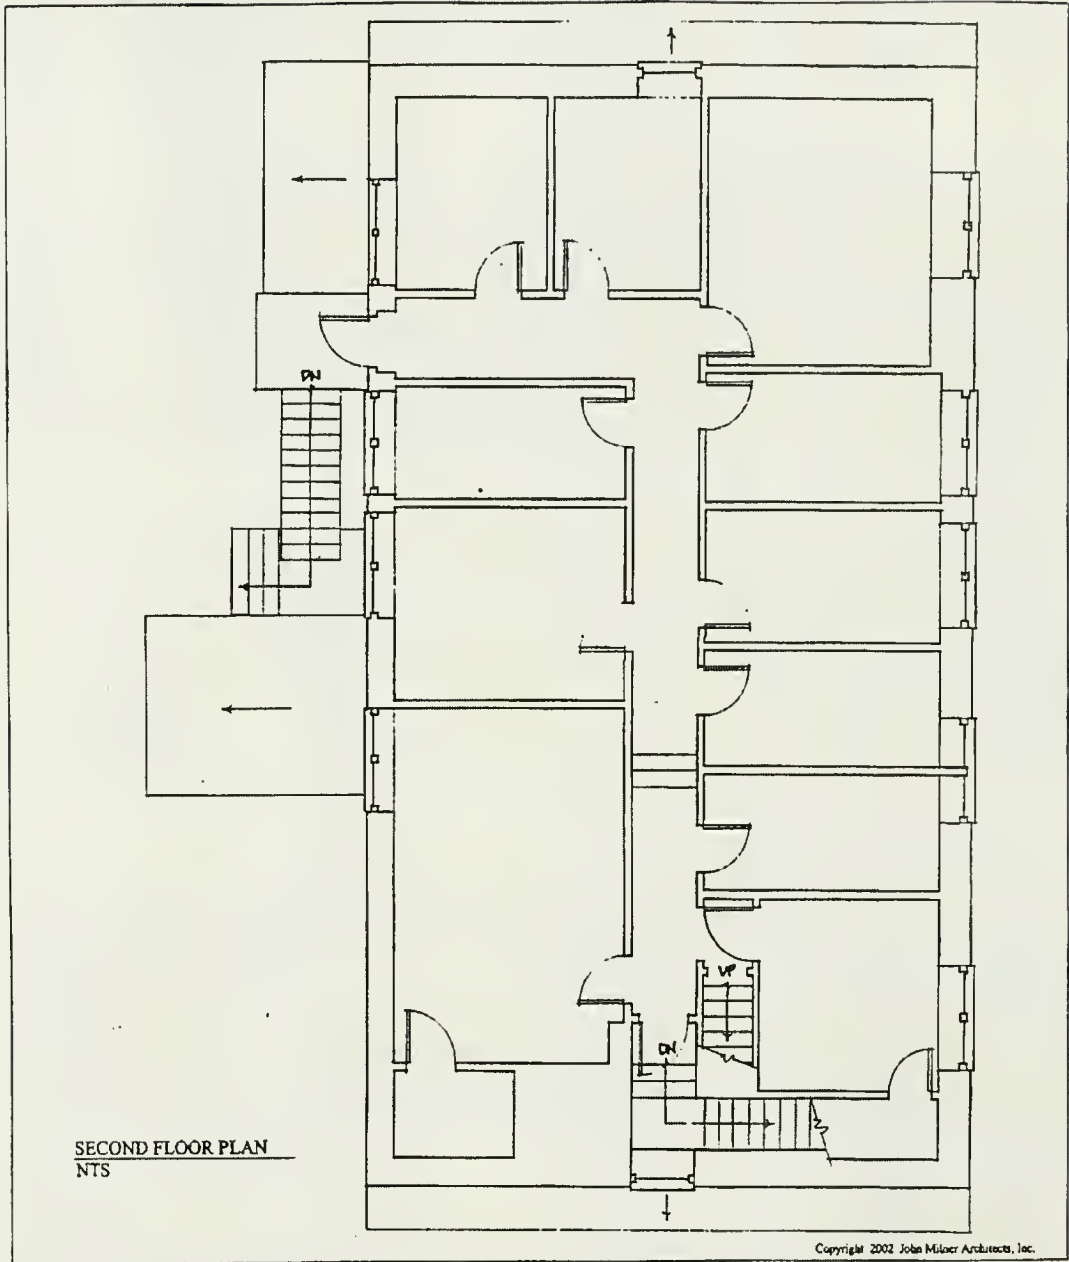 DN
UP
DN
SECOND FLOOR PLAN
NTS
Copyright 2002 John Milner Architects, Inc.